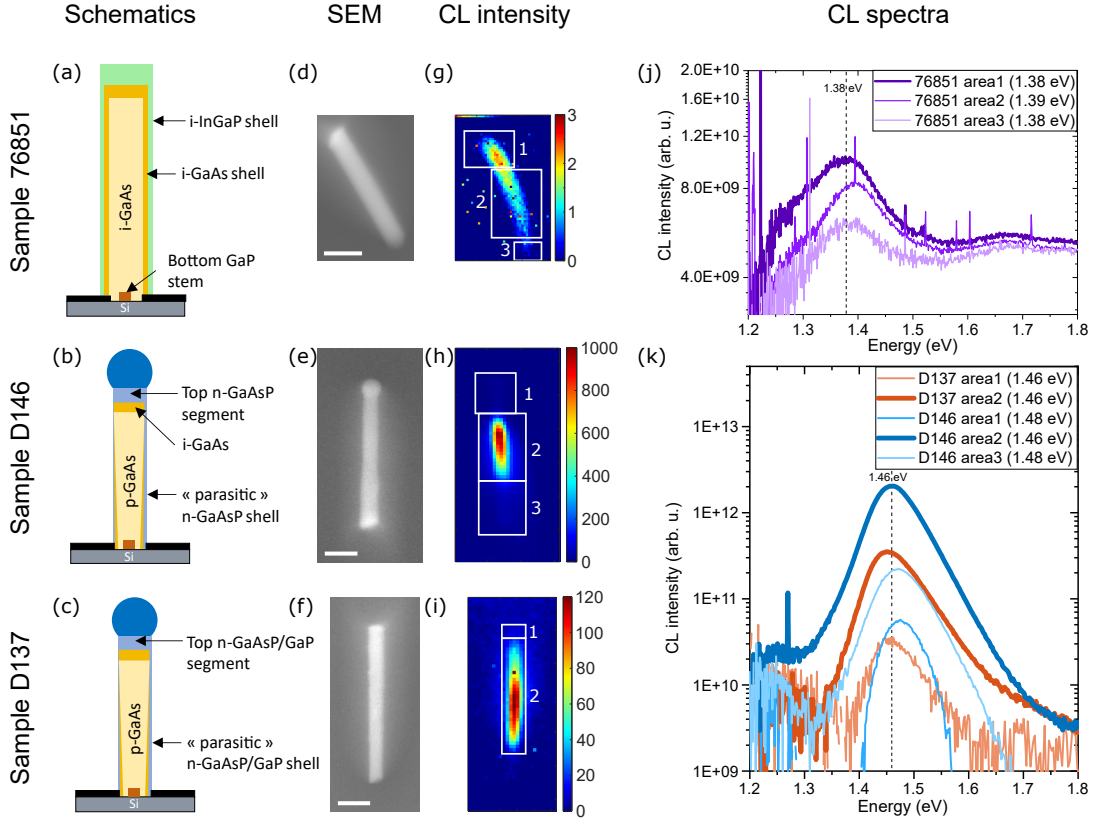 Schematics
SEM
CL intensity
CL spectra
Sample 76851
(a)
i-InGaP shell
i-GaAs shell
i-GaAs
Bottom GaP
stem
Si
(d)
(g)
1
2
3
3
2
1
0
(j)
2.0E+10
1.6E+10
1.2E+10
8.0E+09
4.0E+09
CL intensity (arb. u.)
1.38 eV
76851 area1 (1.38 eV)
76851 area2 (1.39 eV)
76851 area3 (1.38 eV)
1.2 1.3 1.4 1.5 1.6 1.7 1.8
Energy (eV)
Sample D146
(b)
Top n-GaAsP
segment
i-GaAs
p-GaAs
« parasitic »
n-GaAsP shell
Si
(e)
(h)
1
2
3
1000
800
600
400
200
0
(k)
1E+13
1E+12
1E+11
1E+10
1E+09
CL intensity (arb. u.)
D137 area1 (1.46 eV)
D137 area2 (1.46 eV)
D146 area1 (1.48 eV)
D146 area2 (1.46 eV)
D146 area3 (1.48 eV)
1.46 eV
1.2 1.3 1.4 1.5 1.6 1.7 1.8
Energy (eV)
Sample D137
(c)
Top n-GaAsP/GaP
segment
p-GaAs
« parasitic »
n-GaAsP/GaP shell
Si
(f)
(i)
1
2
120
100
80
60
40
20
0